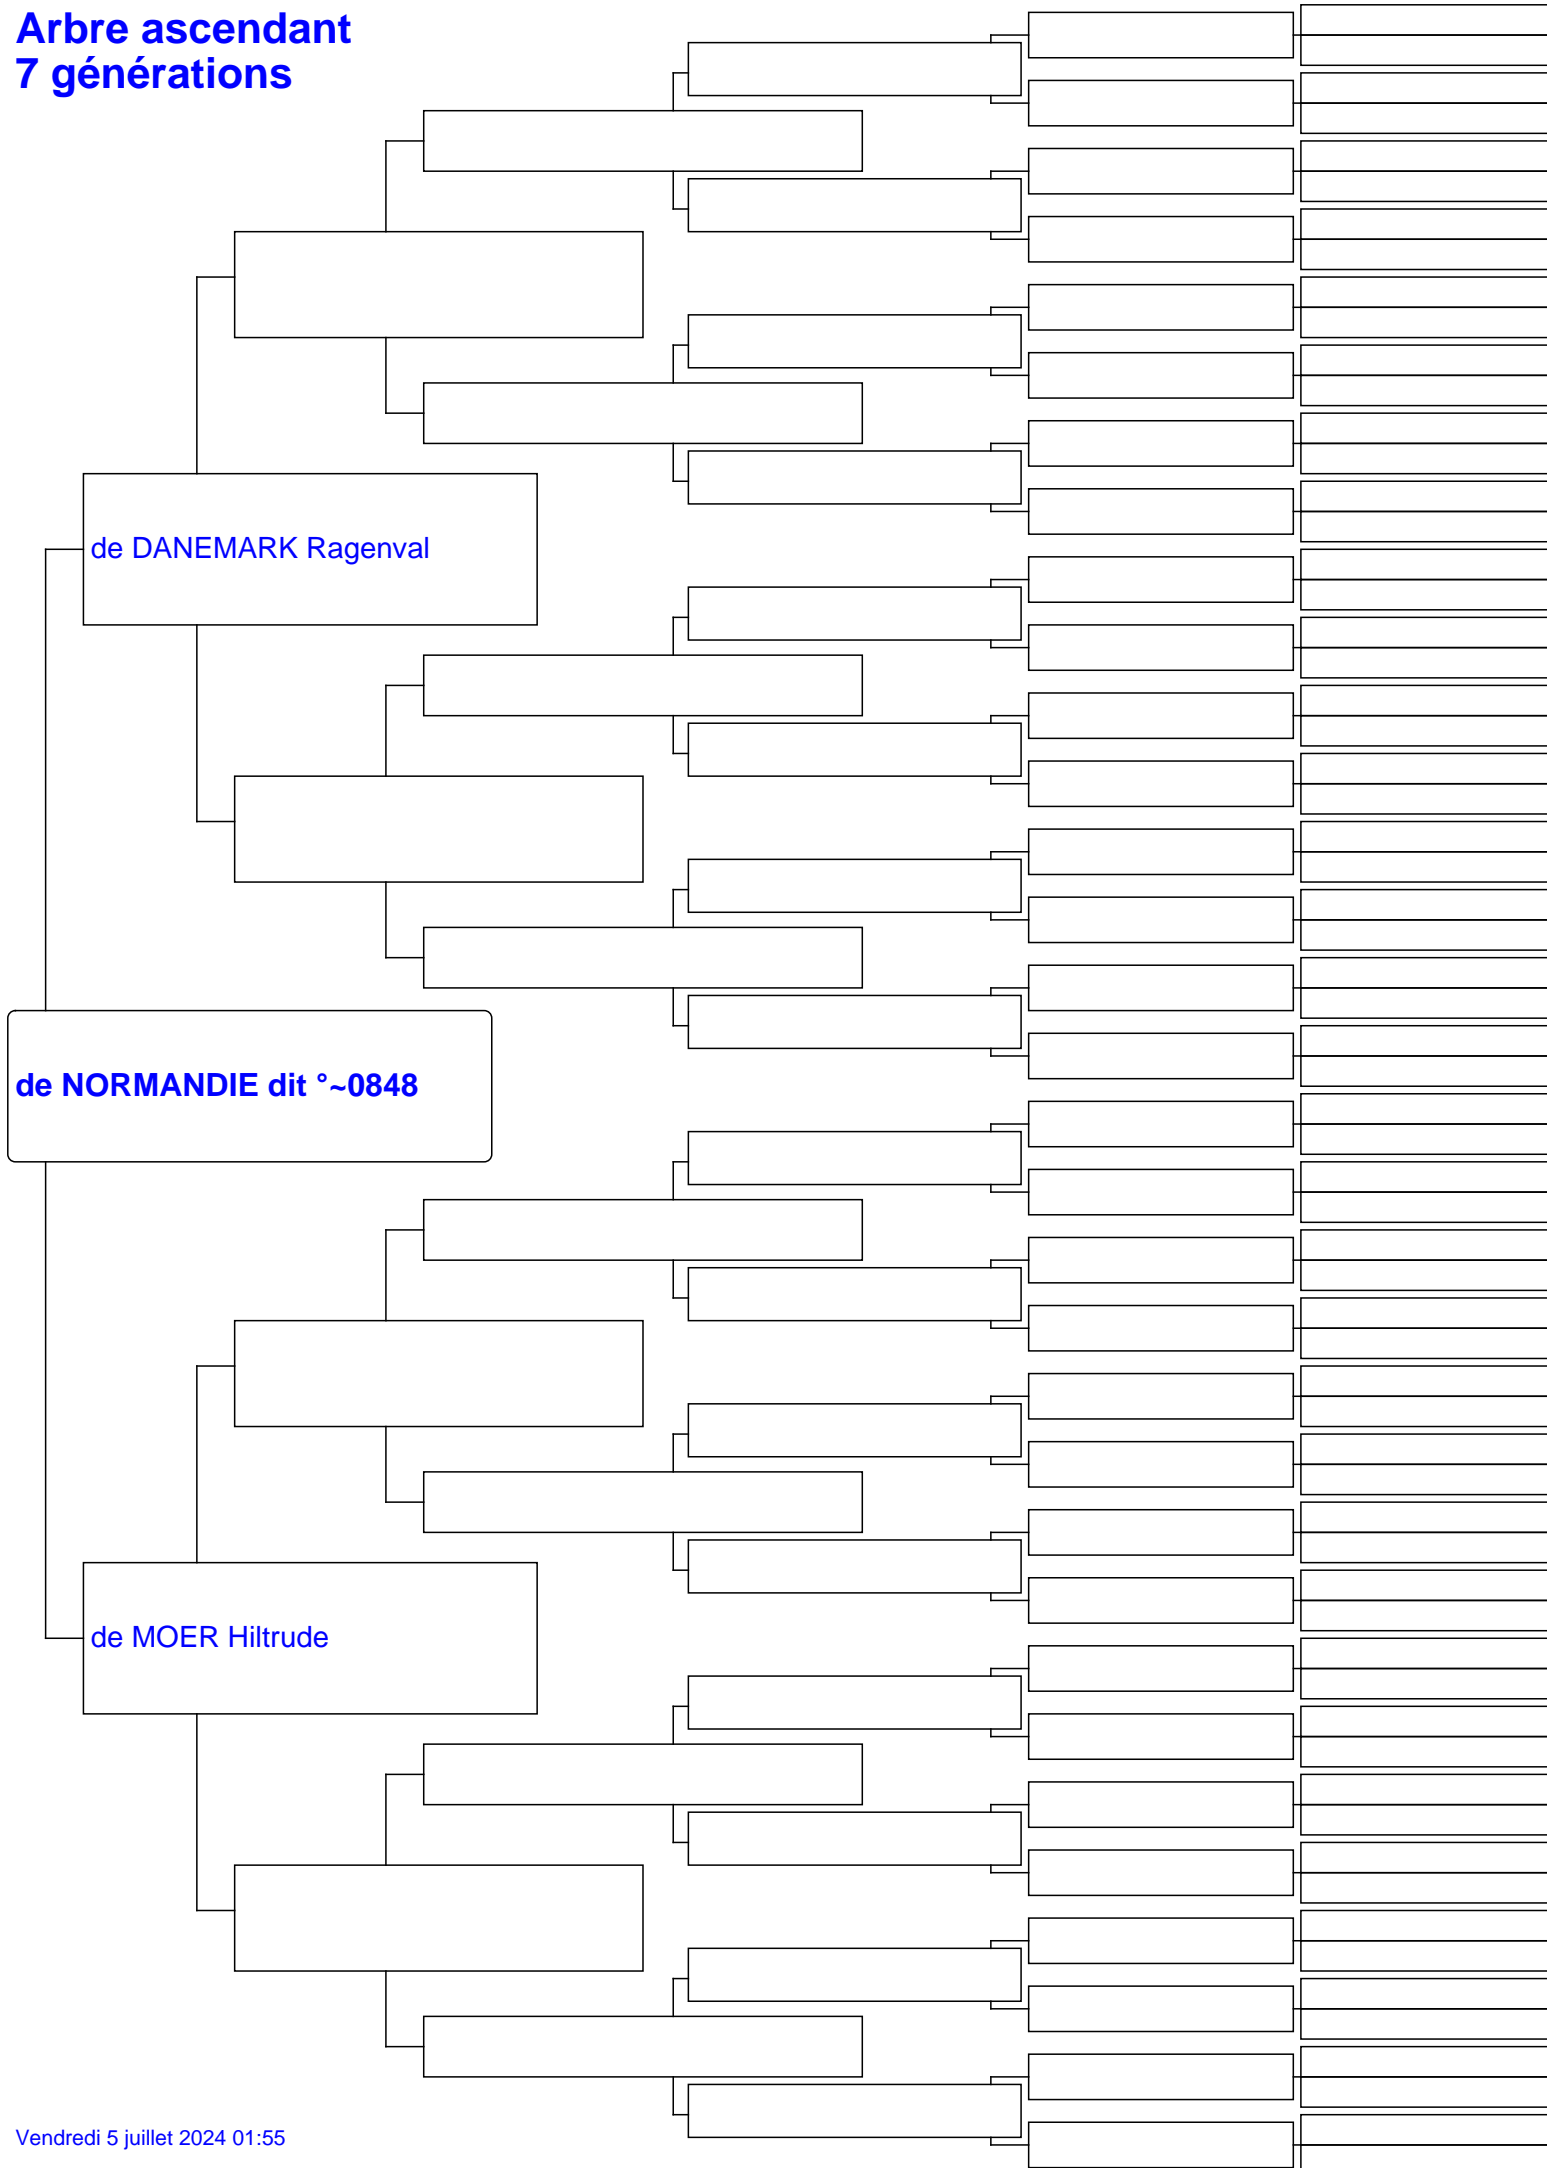 Arbre ascendant
7 générations
de DANEMARK Ragenval
de NORMANDIE dit °~0848
de MOER Hiltrude
Vendredi 5 juillet 2024 01:55